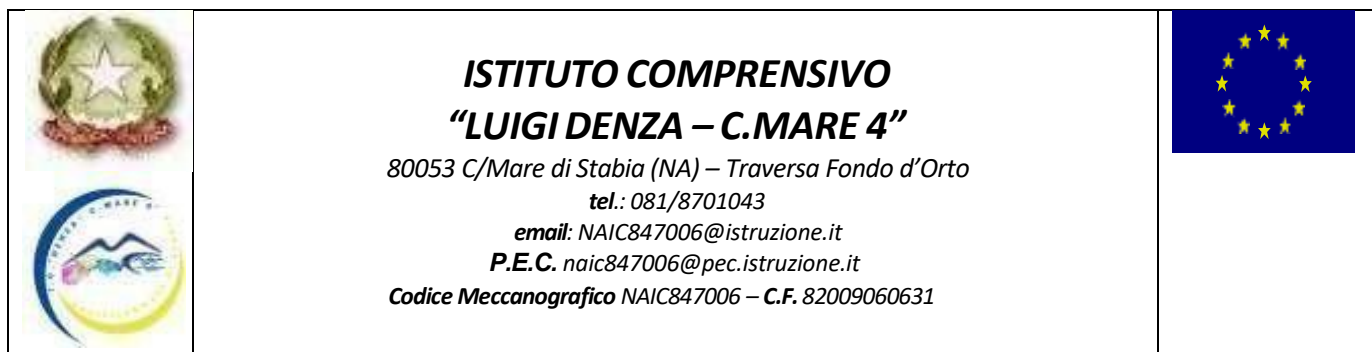 ISTITUTO COMPRENSIVO
“LUIGI DENZA – C.MARE 4”
80053 C/Mare di Stabia (NA) – Traversa Fondo d’Orto
tel.: 081/8701043
email: NAIC847006@istruzione.it
P.E.C. naic847006@pec.istruzione.it
Codice Meccanografico NAIC847006 – C.F. 82009060631